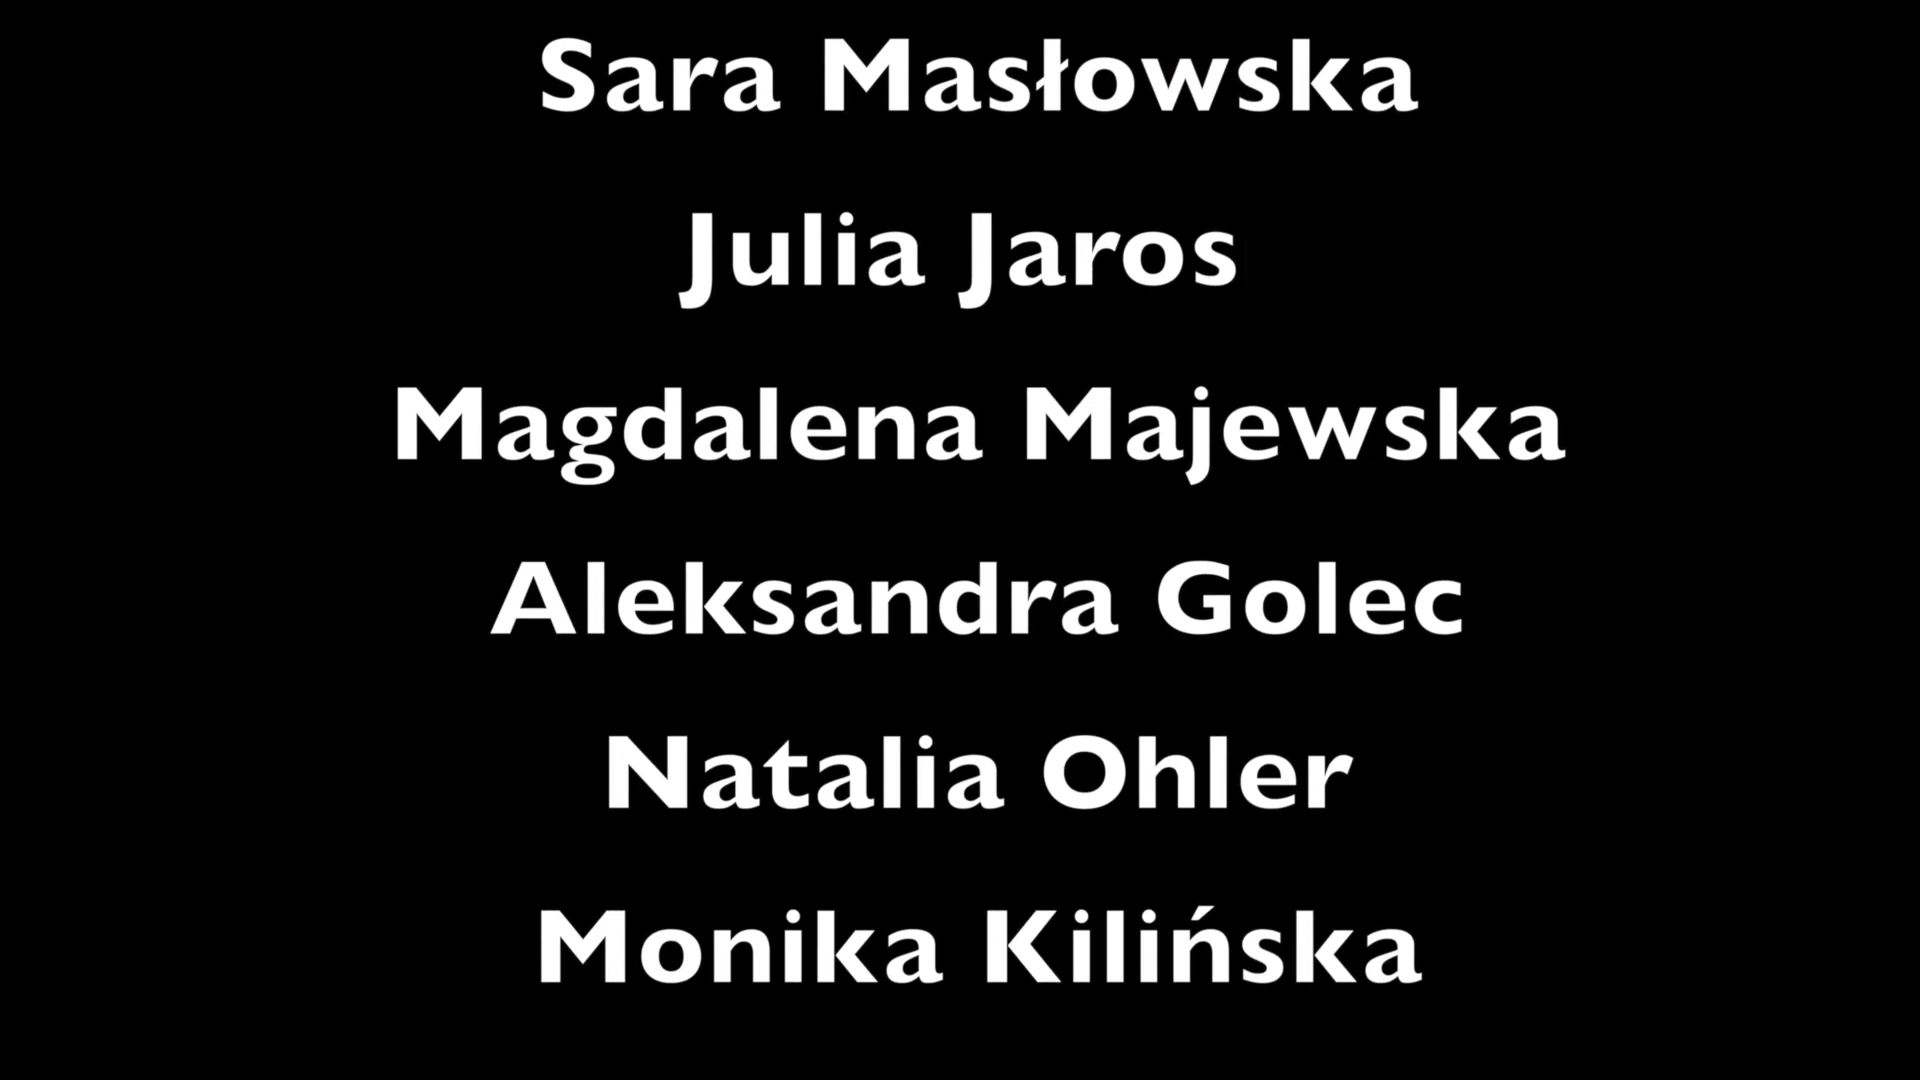 Sara Masłowska
Julia Jaros
Magdalena Majewska
Aleksandra Golec
Natalia Ohler
Monika Kilińska